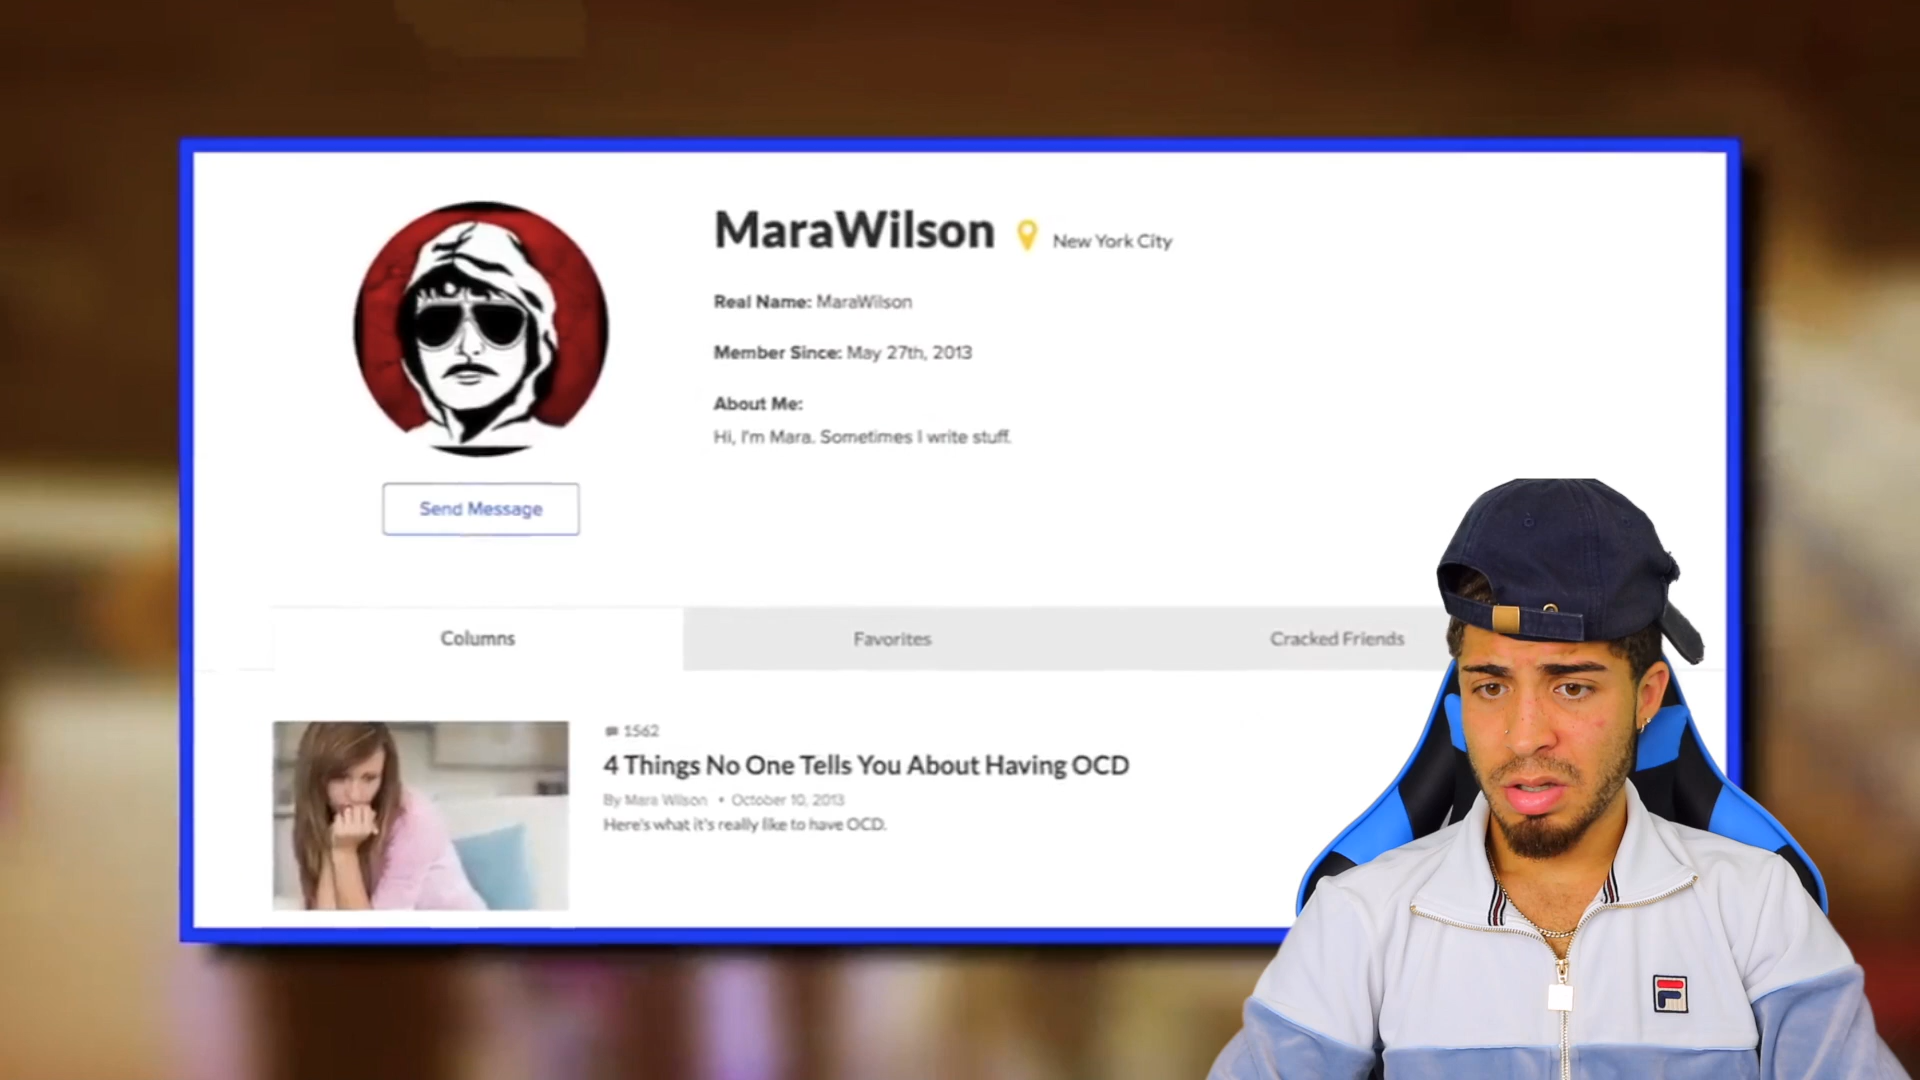 MaraWilson
New York City
Real Name: MaraWilson
Member Since: May 27th, 2013
About Me:
Hi, I'm Mara. Sometimes I write stuff.
Send Message
Columns
Favorites
Cracked Friends
1562
4 Things No One Tells You About Having OCD
By Mara Wilson • October 10, 2013
Here's what it's really like to have OCD.